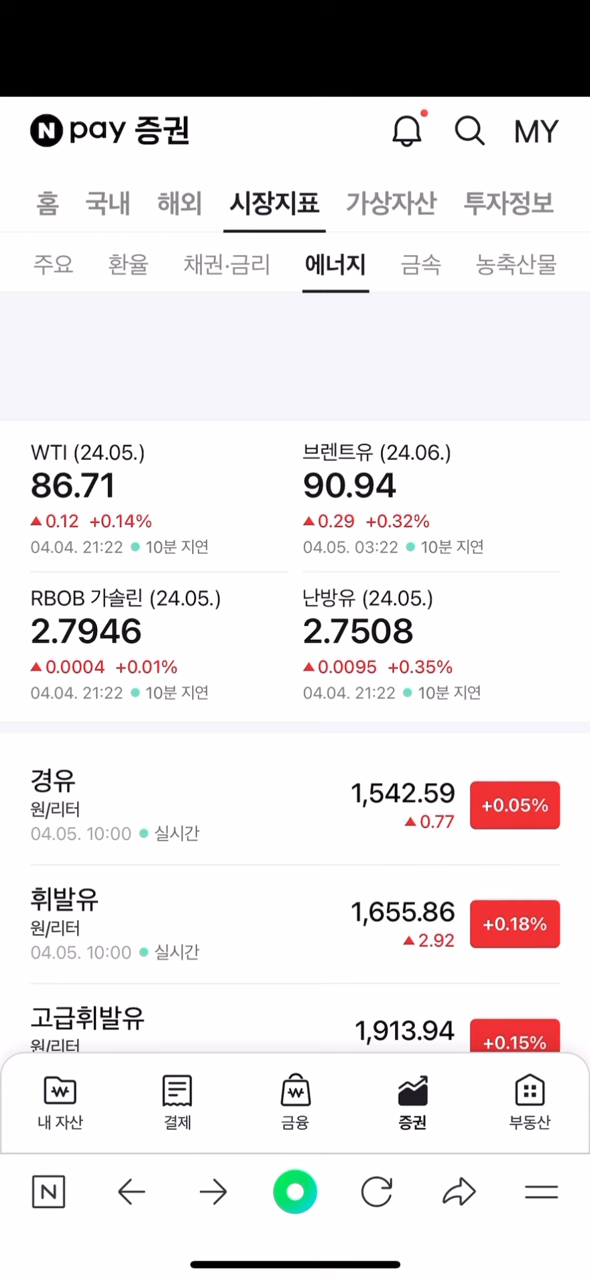 N pay 증권
MY
홈 국내 해외 시장지표 가상자산 투자정보
주요 환율 채권·금리 에너지 금속 농축산물
WTI (24.05.)
86.71
▲0.12 +0.14%
04.04. 21:22 10분 지연
브렌트유 (24.06.)
90.94
▲0.29 +0.32%
04.05. 03:22 10분 지연
RBOB 가솔린 (24.05.)
2.7946
▲0.0004 +0.01%
04.04. 21:22 10분 지연
난방유 (24.05.)
2.7508
▲0.0095 +0.35%
04.04. 21:22 10분 지연
경유
원/리터
04.05. 10:00 실시간
1,542.59
▲0.77
+0.05%
휘발유
원/리터
04.05. 10:00 실시간
1,655.86
▲2.92
+0.18%
고급휘발유
원/리터
1,913.94
+0.15%
내 자산 결제 금융 증권 부동산
N